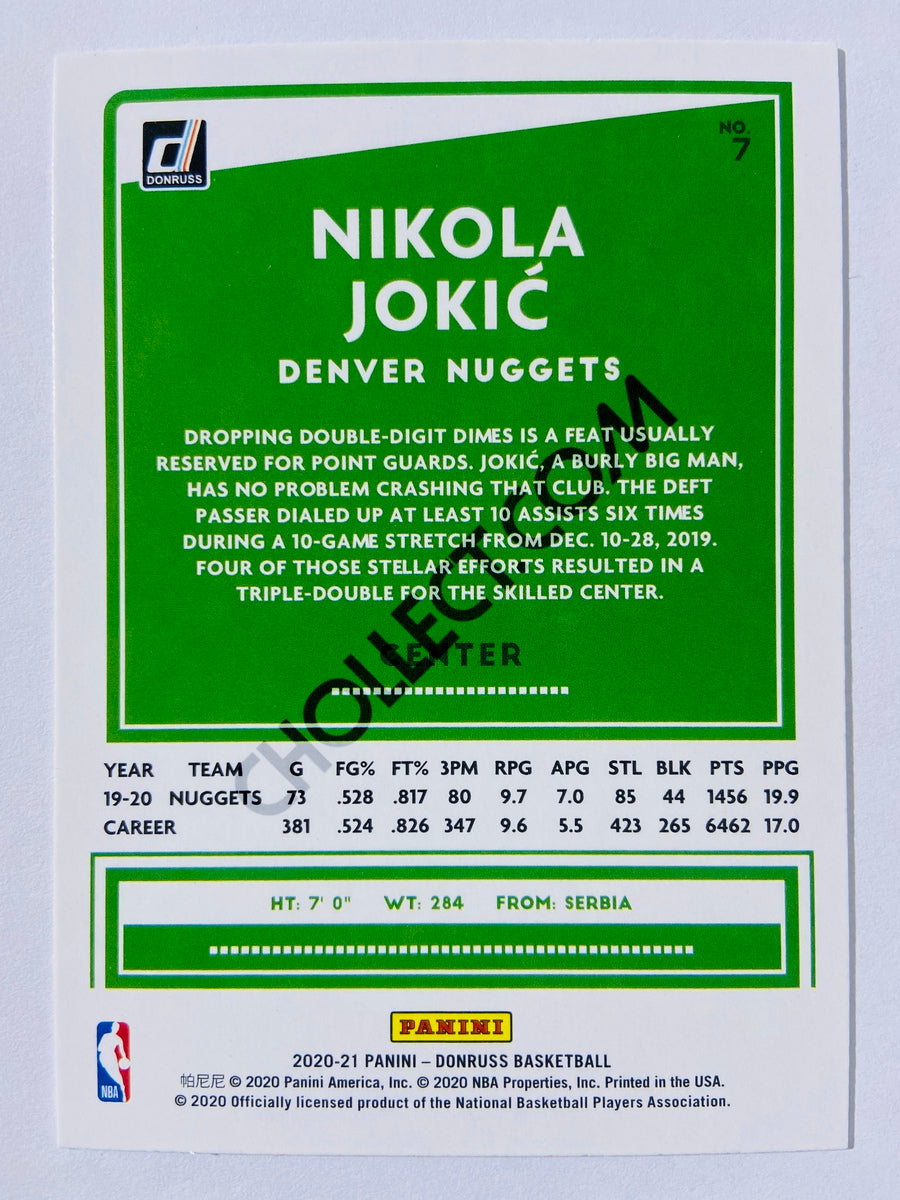 DONRUSS
NO.
7
NIKOLA
JOKIĆ
DENVER NUGGETS
DROPPING DOUBLE-DIGIT DIMES IS A FEAT USUALLY
RESERVED FOR POINT GUARDS. JOKIĆ, A BURLY BIG MAN,
HAS NO PROBLEM CRASHING THAT CLUB. THE DEFT
PASSER DIALED UP AT LEAST 10 ASSISTS SIX TIMES
DURING A 10-GAME STRETCH FROM DEC. 10-28, 2019.
FOUR OF THOSE STELLAR EFFORTS RESULTED IN A
TRIPLE-DOUBLE FOR THE SKILLED CENTER.
CENTER
CHOLLECT.COM
YEAR TEAM G FG% FT% 3PM RPG APG STL BLK PTS PPG
19-20 NUGGETS 73 .528 .817 80 9.7 7.0 85 44 1456 19.9
CAREER 381 .524 .826 347 9.6 5.5 423 265 6462 17.0
HT: 7' 0" WT: 284 FROM: SERBIA
PANINI
NBA
2020-21 PANINI – DONRUSS BASKETBALL
帕尼尼 © 2020 Panini America, Inc. © 2020 NBA Properties, Inc. Printed in the USA.
© 2020 Officially licensed product of the National Basketball Players Association.